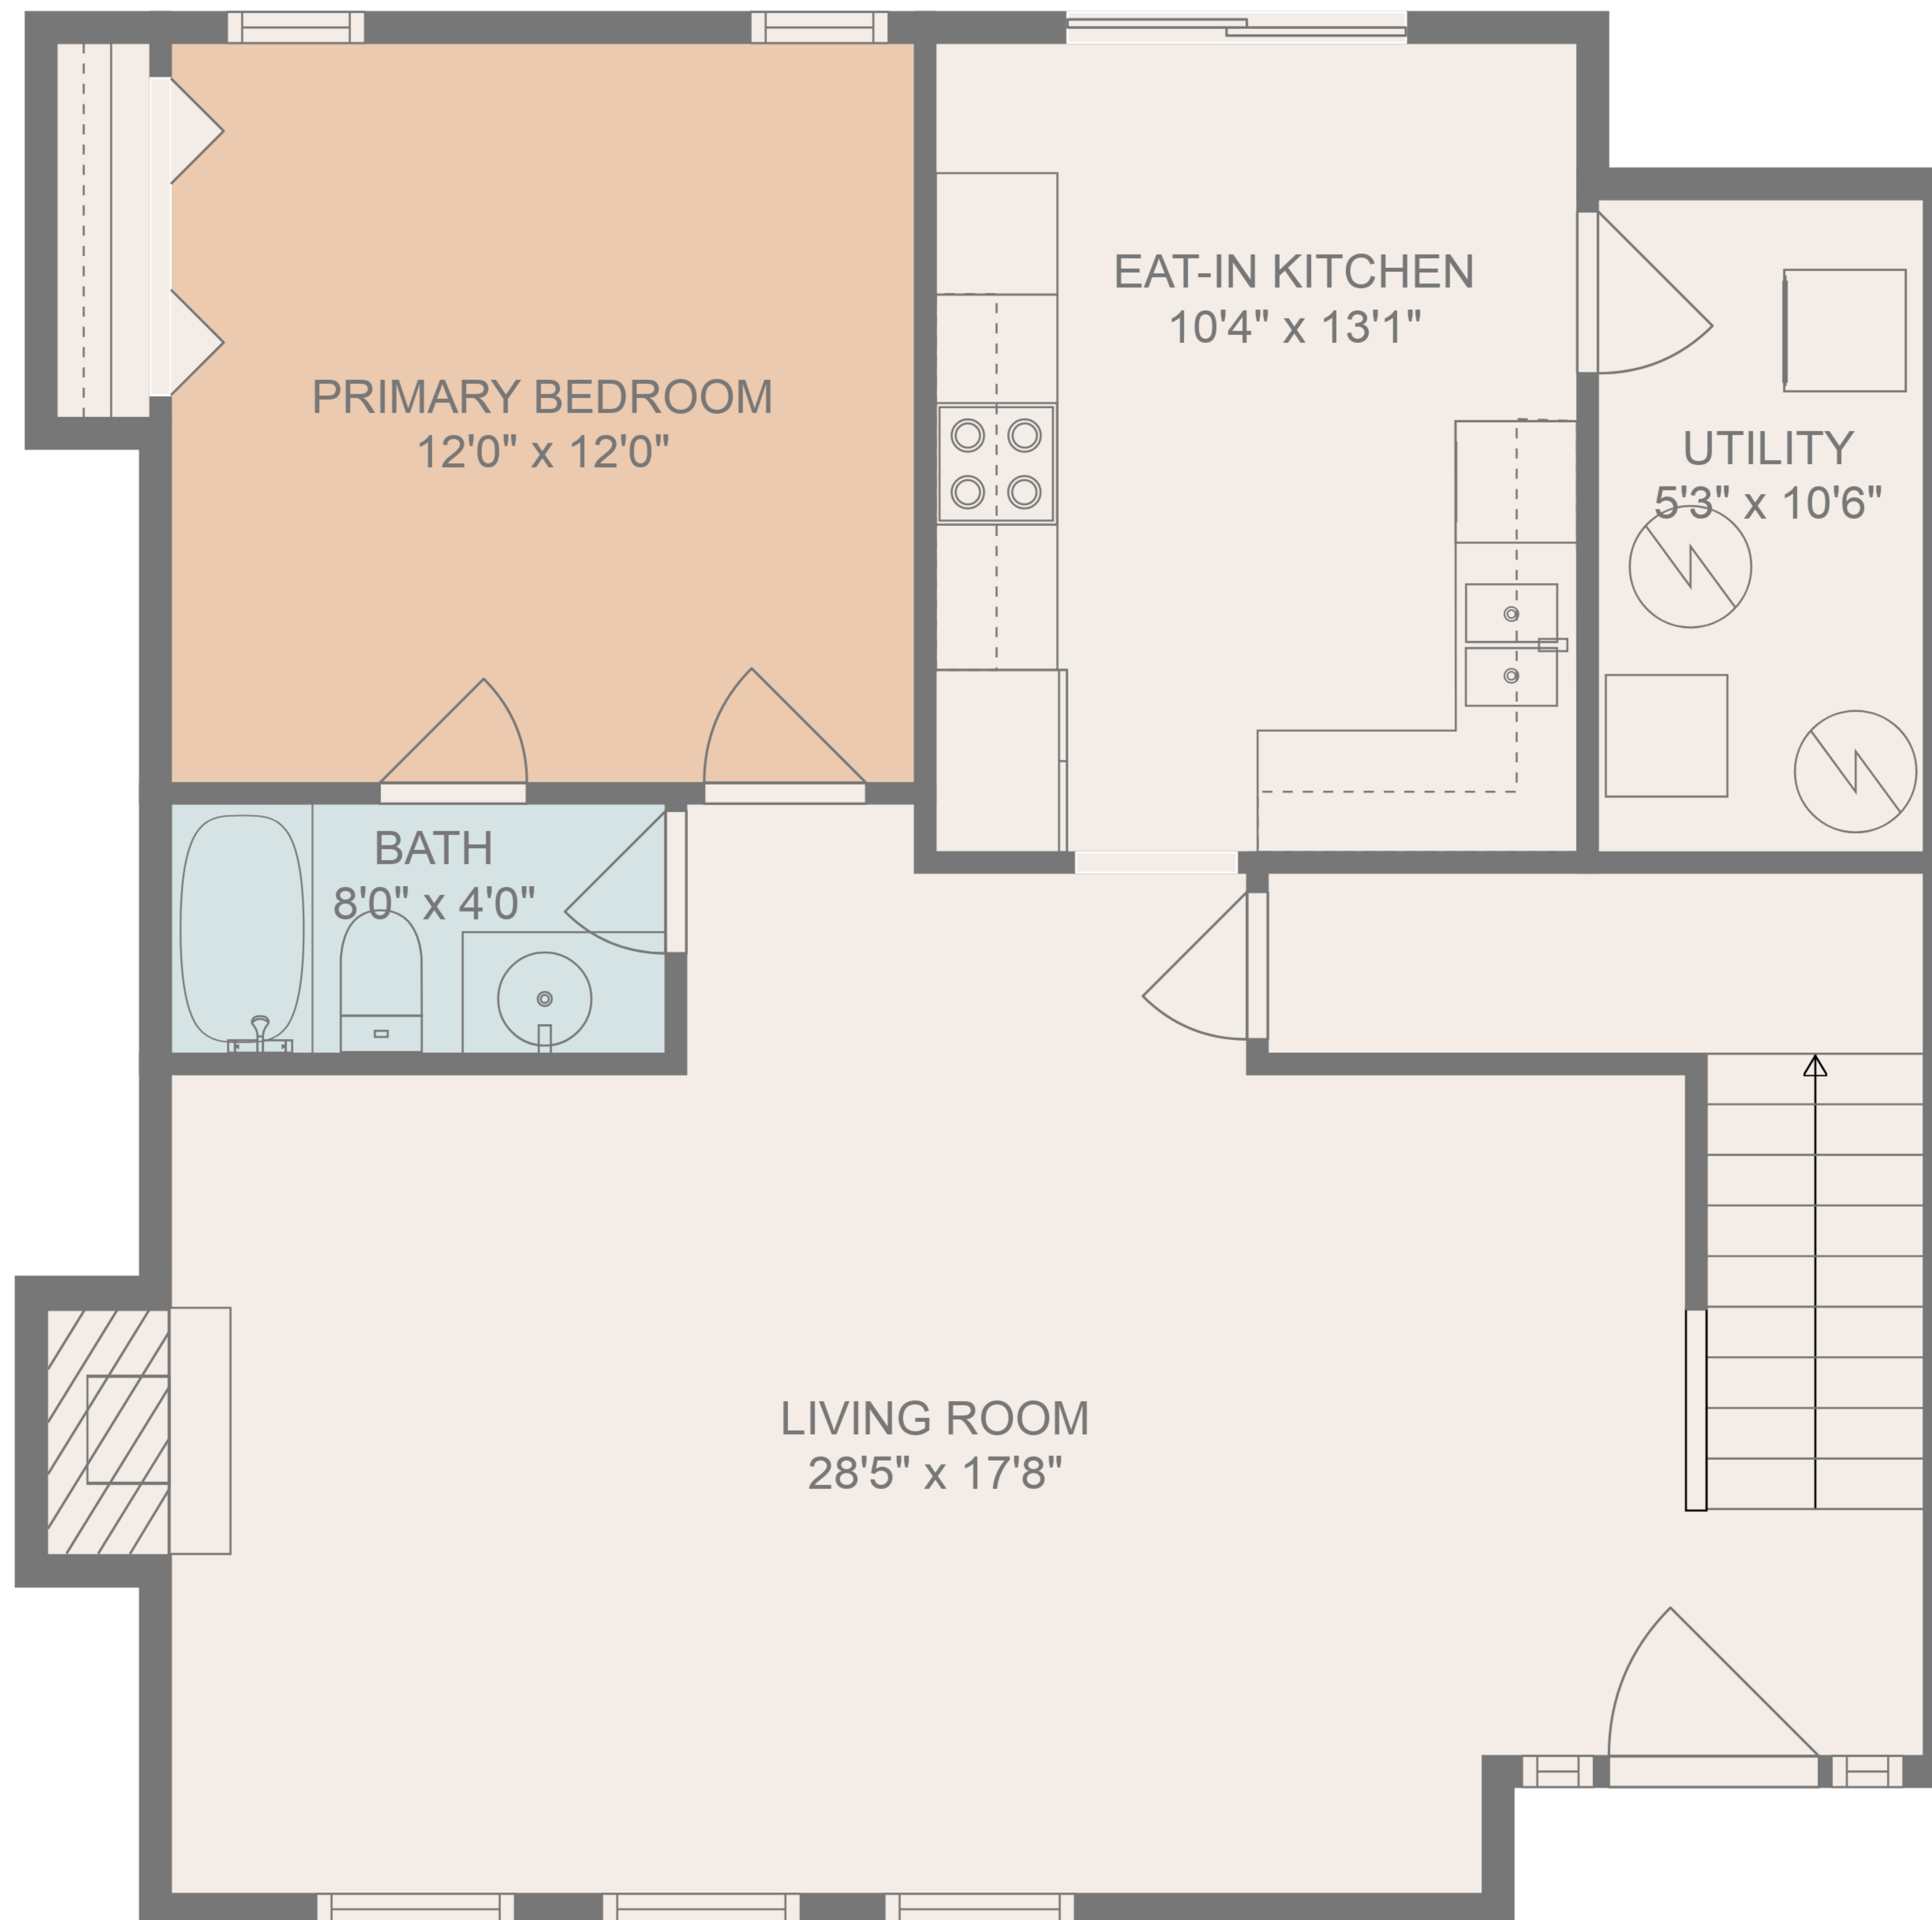 EAT-IN KITCHEN
10'4" x 13'1"
PRIMARY BEDROOM
12'0" x 12'0"
UTILITY
5'3" x 10'6"
BATH
8'0" x 4'0"
LIVING ROOM
28'5" x 17'8"